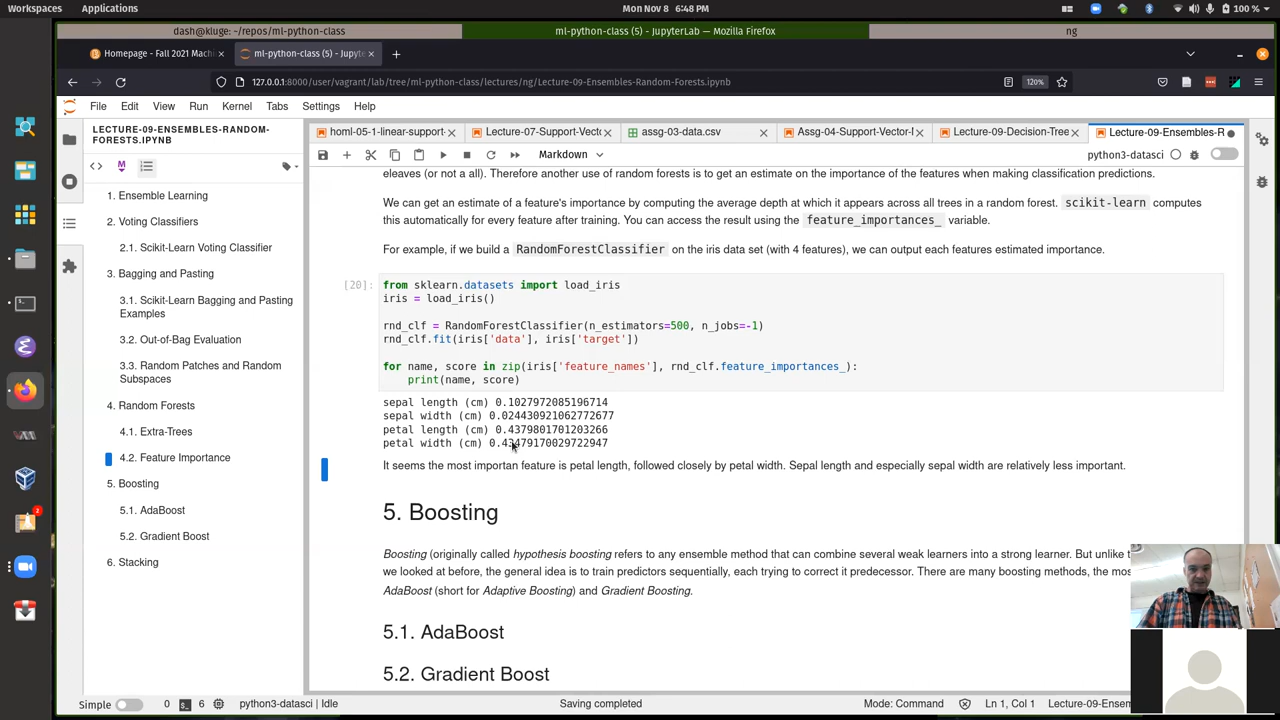 Workspaces Applications Mon Nov 8 6:48 PM 100 %
dash@kluge: ~/repos/ml-python-class ml-python-class (5) - JupyterLab — Mozilla Firefox ng
Homepage - Fall 2021 Mac ml-python-class (5) - Jupyte
127.0.0.1:8000/user/vagrant/lab/tree/ml-python-class/lectures/ng/Lecture-09-Ensembles-Random-Forests.ipynb 120%
File Edit View Run Kernel Tabs Settings Help
LECTURE-09-ENSEMBLES-RANDOM-
FORESTS.IPYNB
1. Ensemble Learning
2. Voting Classifiers
2.1. Scikit-Learn Voting Classifier
3. Bagging and Pasting
3.1. Scikit-Learn Bagging and Pasting
Examples
3.2. Out-of-Bag Evaluation
3.3. Random Patches and Random
Subspaces
4. Random Forests
4.1. Extra-Trees
4.2. Feature Importance
5. Boosting
5.1. AdaBoost
5.2. Gradient Boost
6. Stacking
homl-05-1-linear-support- Lecture-07-Support-Vect assg-03-data.csv Assg-04-Support-Vector- Lecture-09-Decision-Tree Lecture-09-Ensembles-R
Markdown python3-datasci
eleaves (or not a all). Therefore another use of random forests is to get an estimate on the importance of the features when making classification predictions.
We can get an estimate of a feature's importance by computing the average depth at which it appears across all trees in a random forest. scikit-learn computes
this automatically for every feature after training. You can access the result using the feature_importances_ variable.
For example, if we build a RandomForestClassifier on the iris data set (with 4 features), we can output each features estimated importance.
[20]: from sklearn.datasets import load_iris
iris = load_iris()
rnd_clf = RandomForestClassifier(n_estimators=500, n_jobs=-1)
rnd_clf.fit(iris['data'], iris['target'])
for name, score in zip(iris['feature_names'], rnd_clf.feature_importances_):
print(name, score)
sepal length (cm) 0.1027972085196714
sepal width (cm) 0.024430921062772677
petal length (cm) 0.4379801701203266
petal width (cm) 0.43479170029722947
It seems the most importan feature is petal length, followed closely by petal width. Sepal length and especially sepal width are relatively less important.
5. Boosting
Boosting (originally called hypothesis boosting refers to any ensemble method that can combine several weak learners into a strong learner. But unlike
we looked at before, the general idea is to train predictors sequentially, each trying to correct it predecessor. There are many boosting methods, the mos
AdaBoost (short for Adaptive Boosting) and Gradient Boosting.
5.1. AdaBoost
5.2. Gradient Boost
Simple 0 6 python3-datasci | Idle Saving completed Mode: Command Ln 1, Col 1 Lecture-09-Ensem